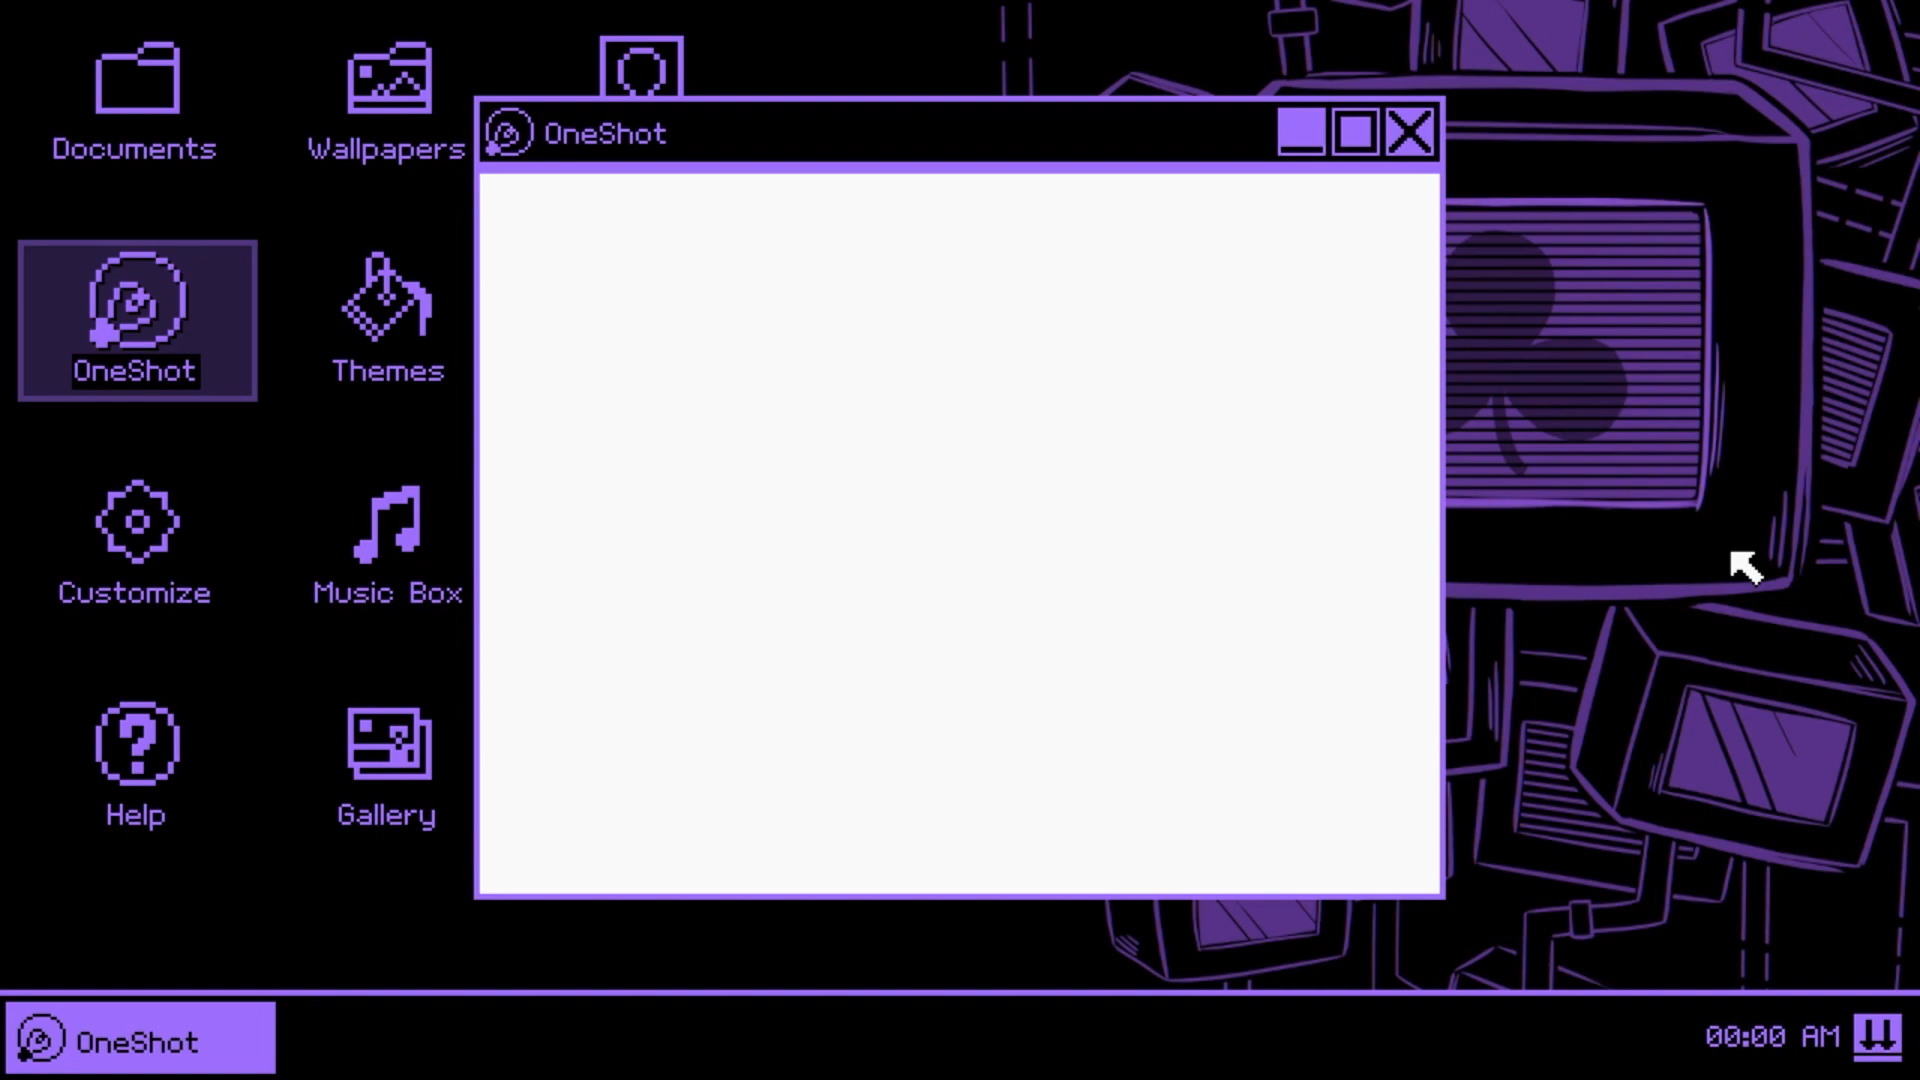 Documents
Wallpapers
OneShot
OneShot
Themes
Customize
Music Box
Help
Gallery
OneShot
00:00 AM